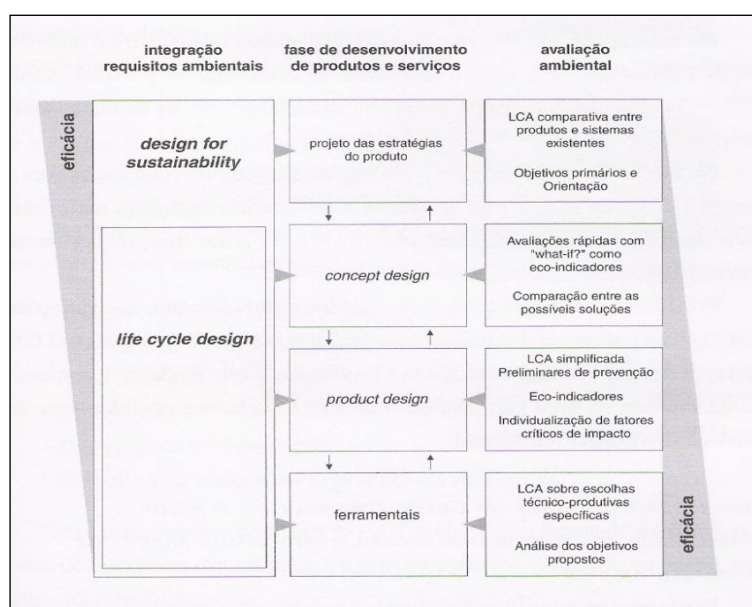 integração
requisitos ambientais
fase de desenvolvimento
de produtos e serviços
avaliação
ambiental
eficácia
design for
sustainability
projeto das estratégias
do produto
LCA comparativa entre
produtos e sistemas
existentes
Objetivos primários e
Orientação
concept design
Avaliações rápidas com
"what-if?" como
eco-indicadores
Comparação entre as
possíveis soluções
life cycle design
product design
LCA simplificada
Preliminares de prevenção
Eco-indicadores
Individualização de fatores
críticos de impacto
ferramentais
LCA sobre escolhas
técnico-produtivas
específicas
Análise dos objetivos
propostos
eficácia